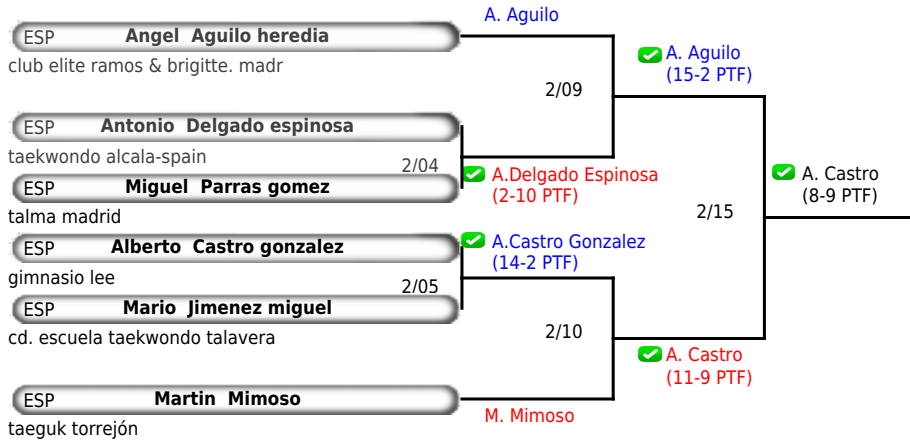 A. Aguilo
ESP Angel Aguilo heredia
club elite ramos & brigitte. madr
A. Aguilo
(15-2 PTF)
2/09
ESP Antonio Delgado espinosa
taekwondo alcala-spain
2/04
ESP Miguel Parras gomez
talma madrid
A.Delgado Espinosa
(2-10 PTF)
A. Castro
(8-9 PTF)
2/15
ESP Alberto Castro gonzalez
gimnasio lee
A.Castro Gonzalez
(14-2 PTF)
2/05
ESP Mario Jimenez miguel
cd. escuela taekwondo talavera
2/10
A. Castro
(11-9 PTF)
ESP Martin Mimoso
taeguk torrejón
M. Mimoso